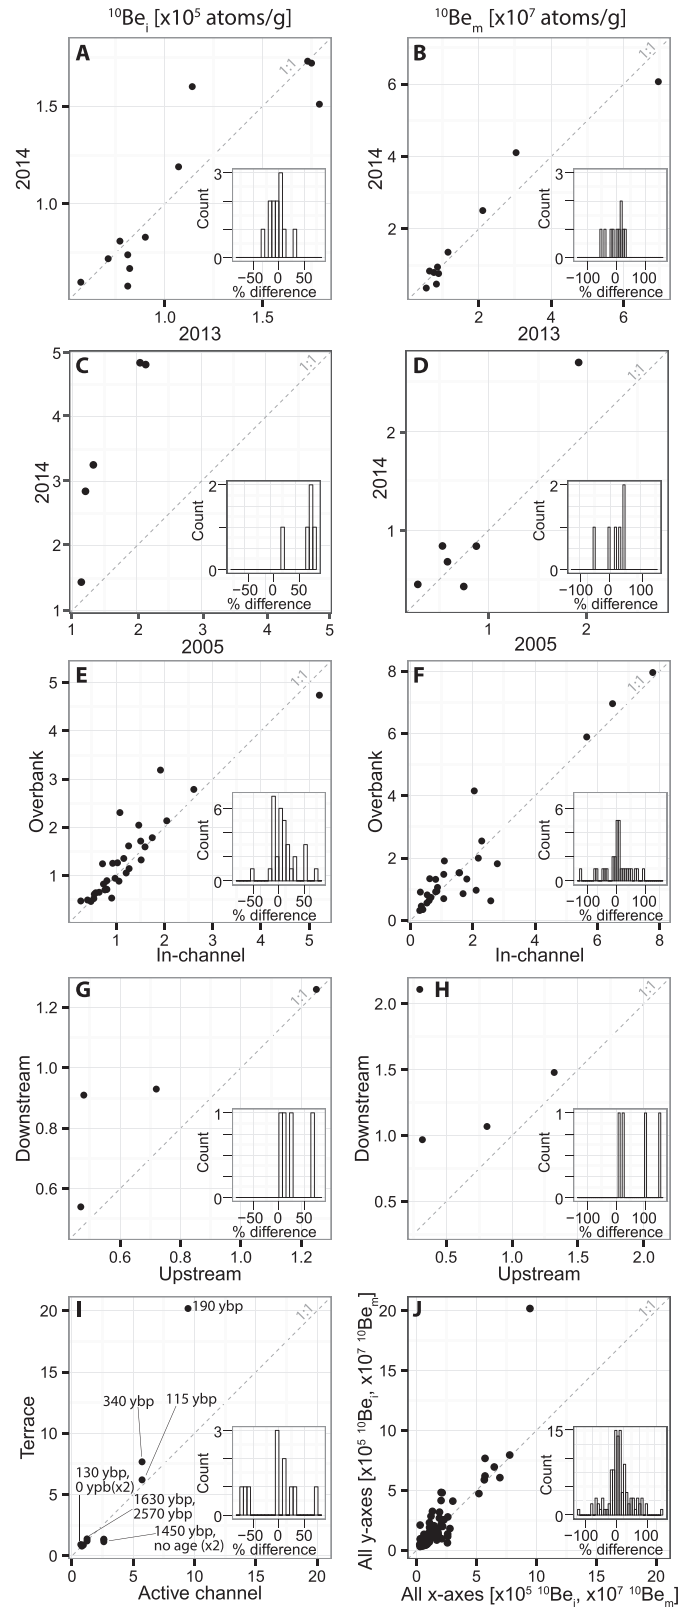 ¹⁰Beᵢ [x10⁵ atoms/g]
¹⁰Beₘ [x10⁷ atoms/g]
A
1:1
2014
1.5
1.0
1.0
1.5
2013
Count
3
0
−50
0
50
% difference
B
1:1
2014
6
4
2
2
4
6
2013
Count
3
0
−100
0
100
% difference
C
1:1
2014
5
4
3
2
1
1
2
3
4
5
2005
Count
2
0
−50
0
50
% difference
D
1:1
2014
2
1
1
2
2005
Count
2
0
−100
0
100
% difference
E
1:1
Overbank
5
4
3
2
1
1
2
3
4
5
In-channel
Count
6
2
0
−50
0
50
% difference
F
1:1
Overbank
8
6
4
2
0
0
2
4
6
8
In-channel
Count
6
2
0
−100
0
100
% difference
G
1:1
Downstream
1.2
1.0
0.8
0.6
0.6
0.8
1.0
1.2
Upstream
Count
1
0
−50
0
50
% difference
H
1:1
Downstream
2.0
1.5
1.0
0.5
0.5
1.0
1.5
2.0
Upstream
Count
1
0
−100
0
100
% difference
I
1:1
Terrace
20
15
10
5
0
0
5
10
15
20
Active channel
190 ybp
340 ybp
115 ybp
130 ybp,
0 ypb(x2)
1630 ybp,
2570 ybp
1450 ybp,
no age (x2)
Count
3
0
−50
0
50
% difference
J
1:1
All y-axes [x10⁵ ¹⁰Beᵢ, x10⁷ ¹⁰Beₘ]
20
15
10
5
0
0
5
10
15
20
All x-axes [x10⁵ ¹⁰Beᵢ, x10⁷ ¹⁰Beₘ]
Count
15
0
−100
0
100
% difference